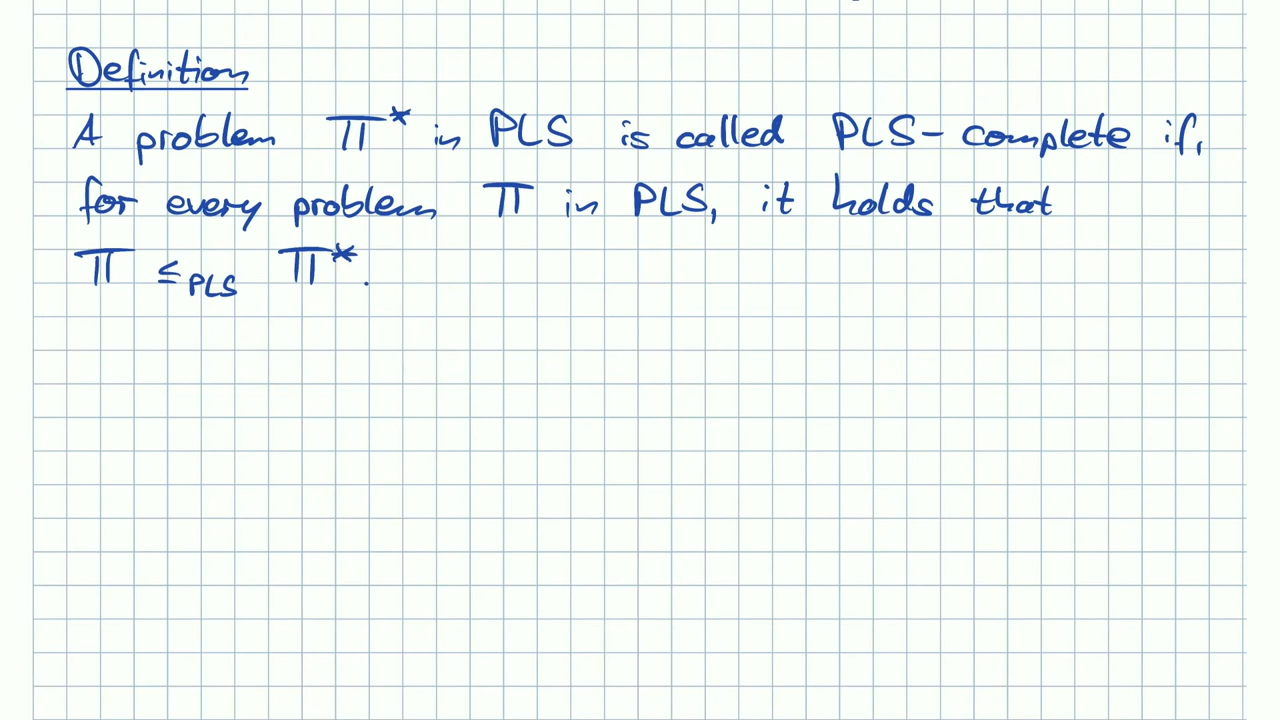 Definition
A problem Π* in PLS is called PLS-complete if,
for every problem Π in PLS, it holds that
Π ≤PLS Π*.